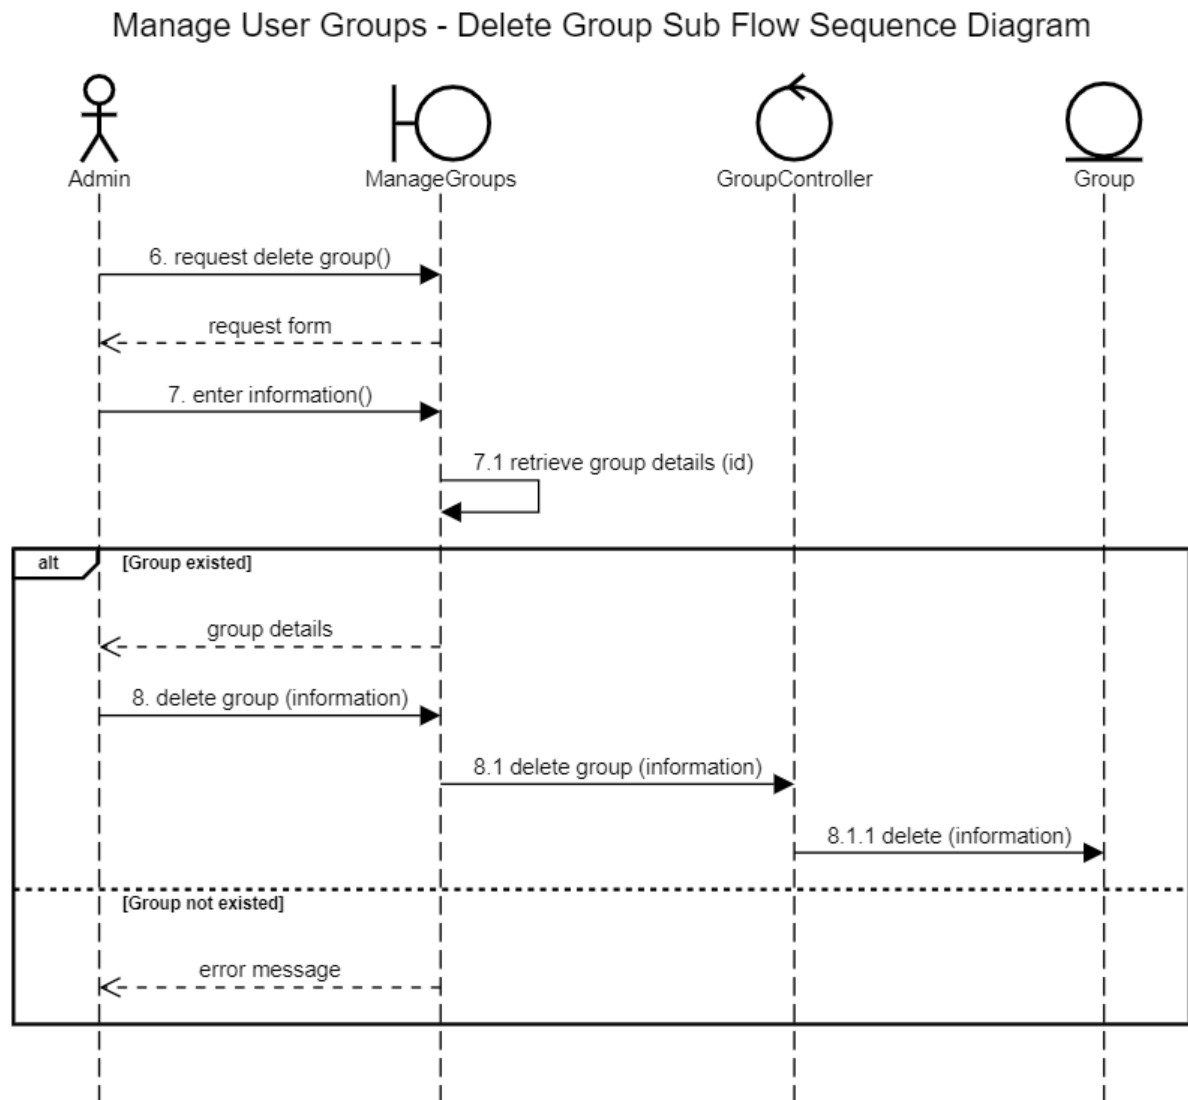 Manage User Groups - Delete Group Sub Flow Sequence Diagram
Admin
ManageGroups
GroupController
Group
6. request delete group()
request form
7. enter information()
7.1 retrieve group details (id)
alt
[Group existed]
group details
8. delete group (information)
8.1 delete group (information)
8.1.1 delete (information)
[Group not existed]
error message